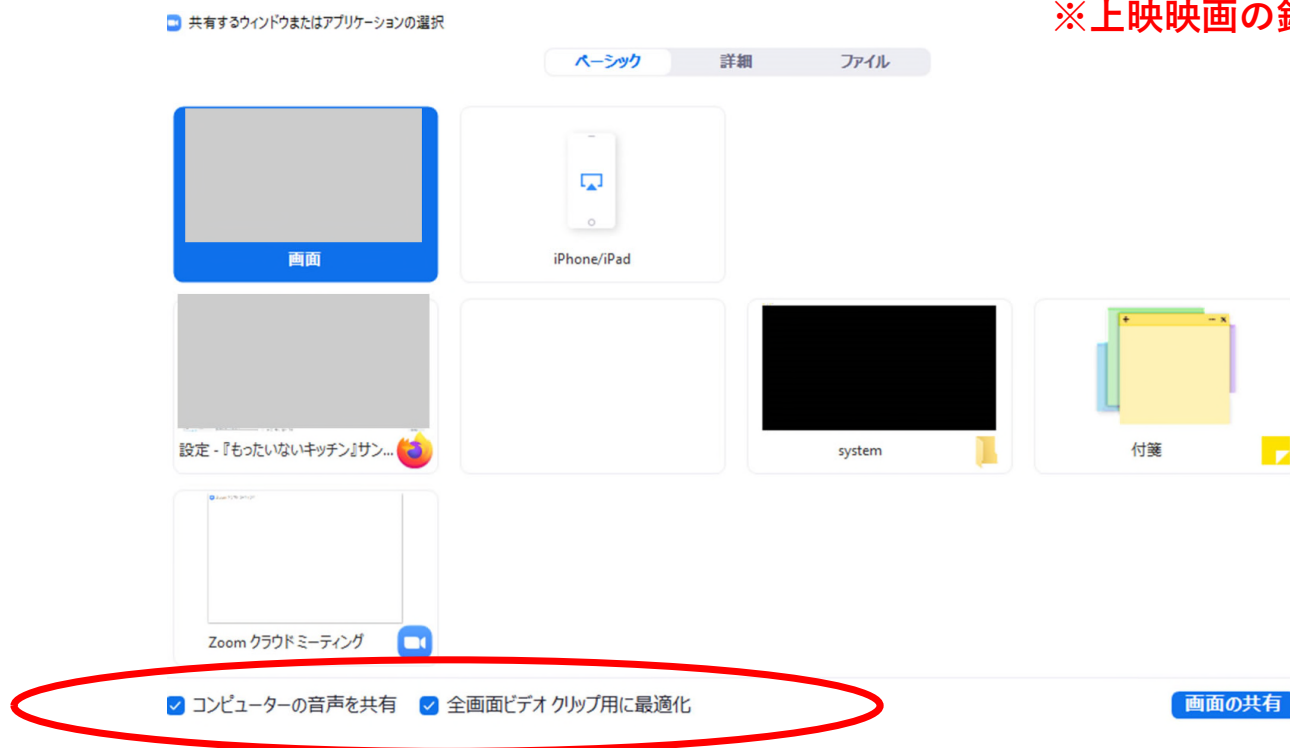 ※上映映画の
共有するウィンドウまたはアプリケーションの選択
ベーシック 詳細 ファイル
画面
iPhone/iPad
設定 - 『もったいないキッチン』サン...
system
付箋
Zoom クラウド ミーティング
コンピューターの音声を共有 全画面ビデオ クリップ用に最適化
画面の共有